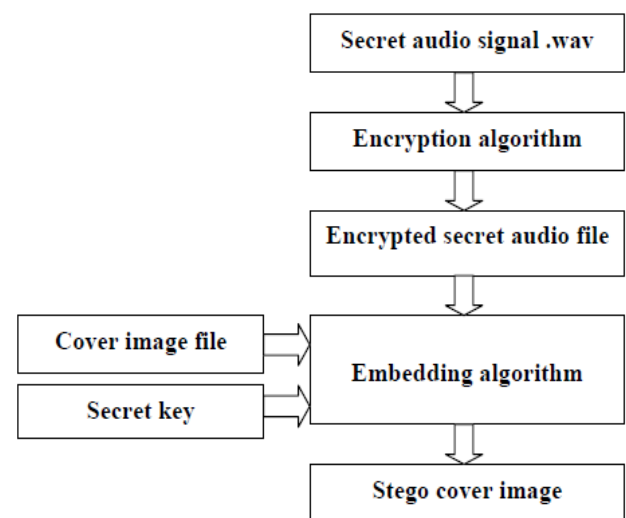 Secret audio signal .wav
Encryption algorithm
Encrypted secret audio file
Cover image file
Embedding algorithm
Secret key
Stego cover image